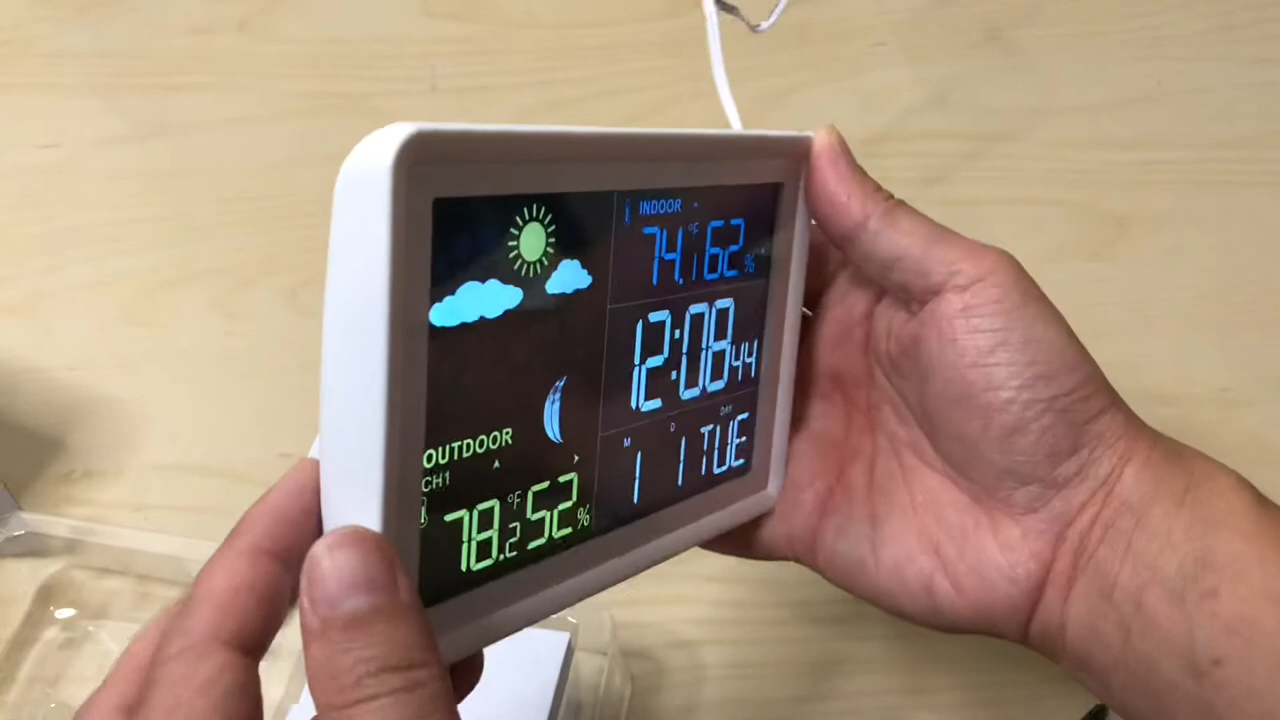 INDOOR
74.1 °F 62 %
12:08 44
M D DAY
1 1 TUE
OUTDOOR
CH1
78.2 °F 52 %